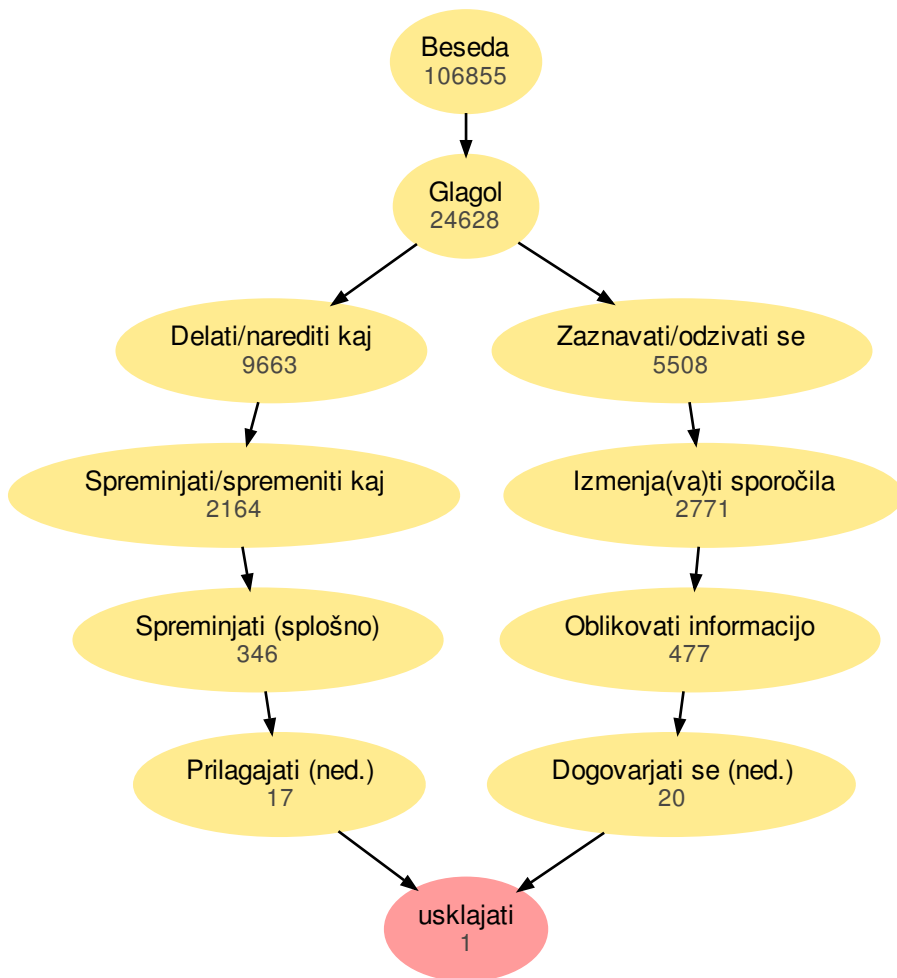 Beseda
106855
Glagol
24628
Delati/narediti kaj
9663
Zaznavati/odzivati se
5508
Spreminjati/spremeniti kaj
2164
Izmenja(va)ti sporočila
2771
Spreminjati (splošno)
346
Oblikovati informacijo
477
Prilagajati (ned.)
17
Dogovarjati se (ned.)
20
usklajati
1